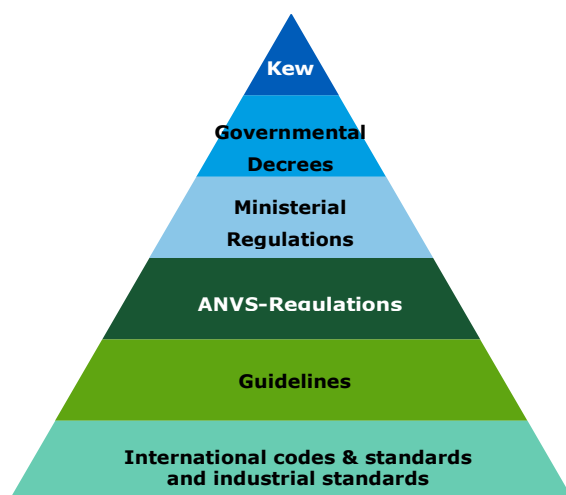 Kew
Governmental
Decrees
Ministerial
Regulations
ANVS-Regulations
Guidelines
International codes & standards
and industrial standards